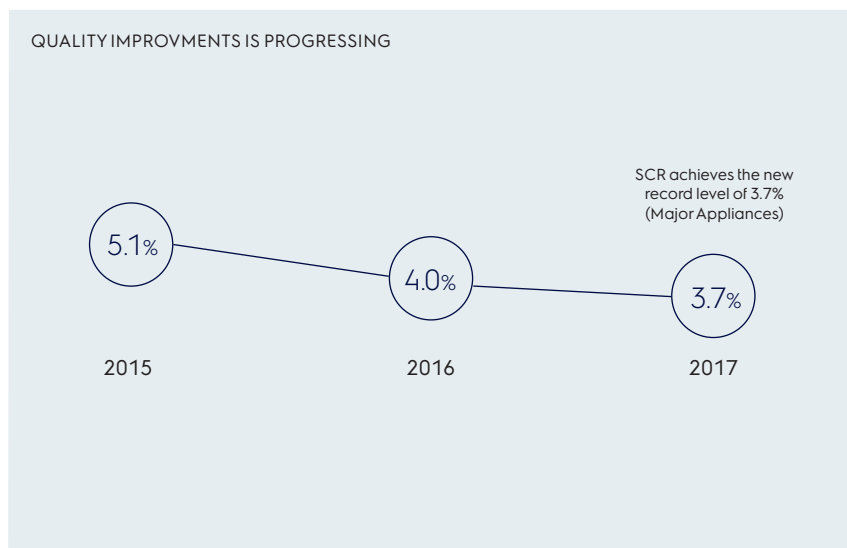 QUALITY IMPROVMENTS IS PROGRESSING
SCR achieves the new
record level of 3.7%
(Major Appliances)
5.1%
4.0%
3.7%
2015
2016
2017